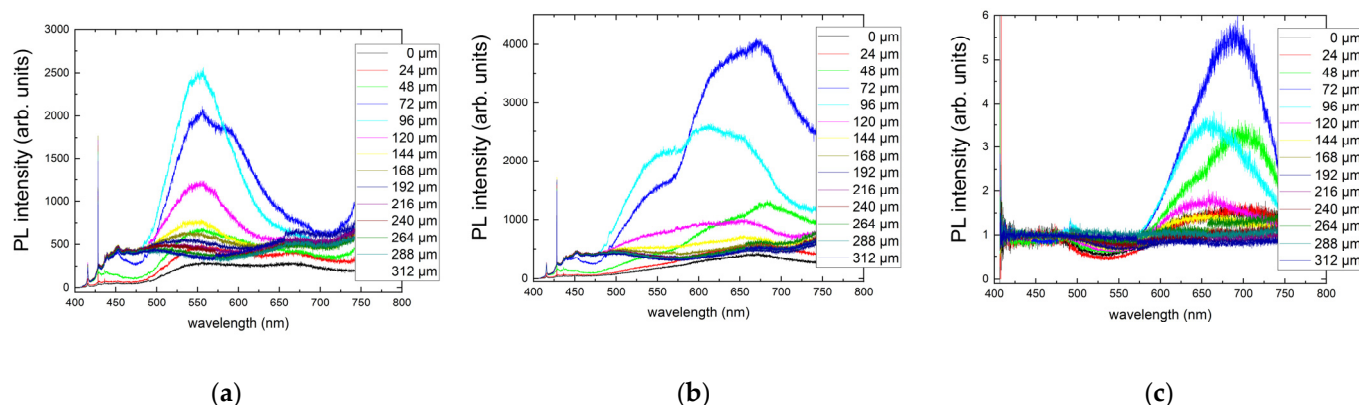 3000
2500
2000
1500
1000
500
0
400 450 500 550 600 650 700 750 800
PL intensity (arb. units)
wavelength (nm)
0 µm
24 µm
48 µm
72 µm
96 µm
120 µm
144 µm
168 µm
192 µm
216 µm
240 µm
264 µm
288 µm
312 µm
(a)
4000
3000
2000
1000
0
400 450 500 550 600 650 700 750 800
PL intensity (arb. units)
wavelength (nm)
0 µm
24 µm
48 µm
72 µm
96 µm
120 µm
144 µm
168 µm
192 µm
216 µm
240 µm
264 µm
288 µm
312 µm
(b)
6
5
4
3
2
1
0
400 500 600 700 800
PL intensity (arb. units)
wavelength (nm)
0 µm
24 µm
48 µm
72 µm
96 µm
120 µm
144 µm
168 µm
192 µm
216 µm
240 µm
264 µm
288 µm
312 µm
(c)